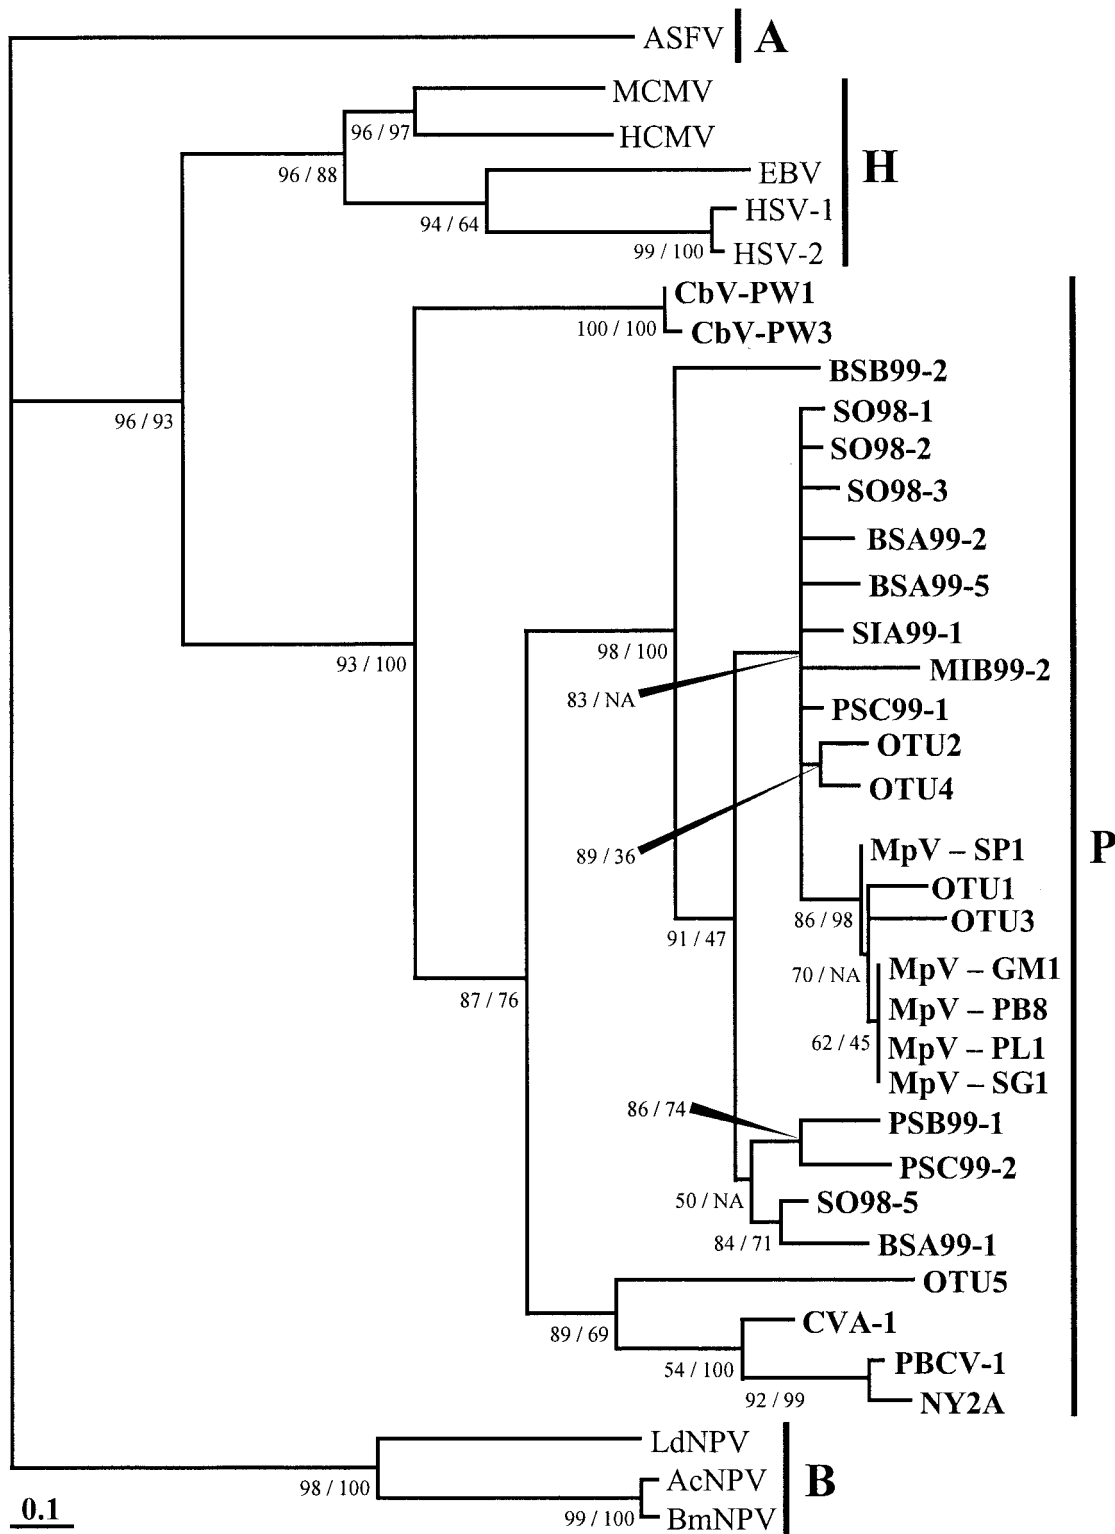 ASFV A
MCMV
96 / 97 HCMV
96 / 88 EBV H
94 / 64 HSV-1
99 / 100 HSV-2
CbV-PW1
100 / 100 CbV-PW3
BSB99-2
96 / 93 SO98-1
SO98-2
SO98-3
BSA99-2
BSA99-5
SIA99-1
93 / 100 98 / 100
83 / NA MIB99-2
PSC99-1
OTU2
OTU4
89 / 36 MpV – SP1 P
OTU1
86 / 98 OTU3
91 / 47
70 / NA MpV – GM1
87 / 76 MpV – PB8
62 / 45 MpV – PL1
MpV – SG1
86 / 74 PSB99-1
PSC99-2
50 / NA SO98-5
84 / 71 BSA99-1
OTU5
89 / 69 CVA-1
54 / 100 PBCV-1
92 / 99 NY2A
LdNPV
98 / 100 AcNPV B
0.1 99 / 100 BmNPV